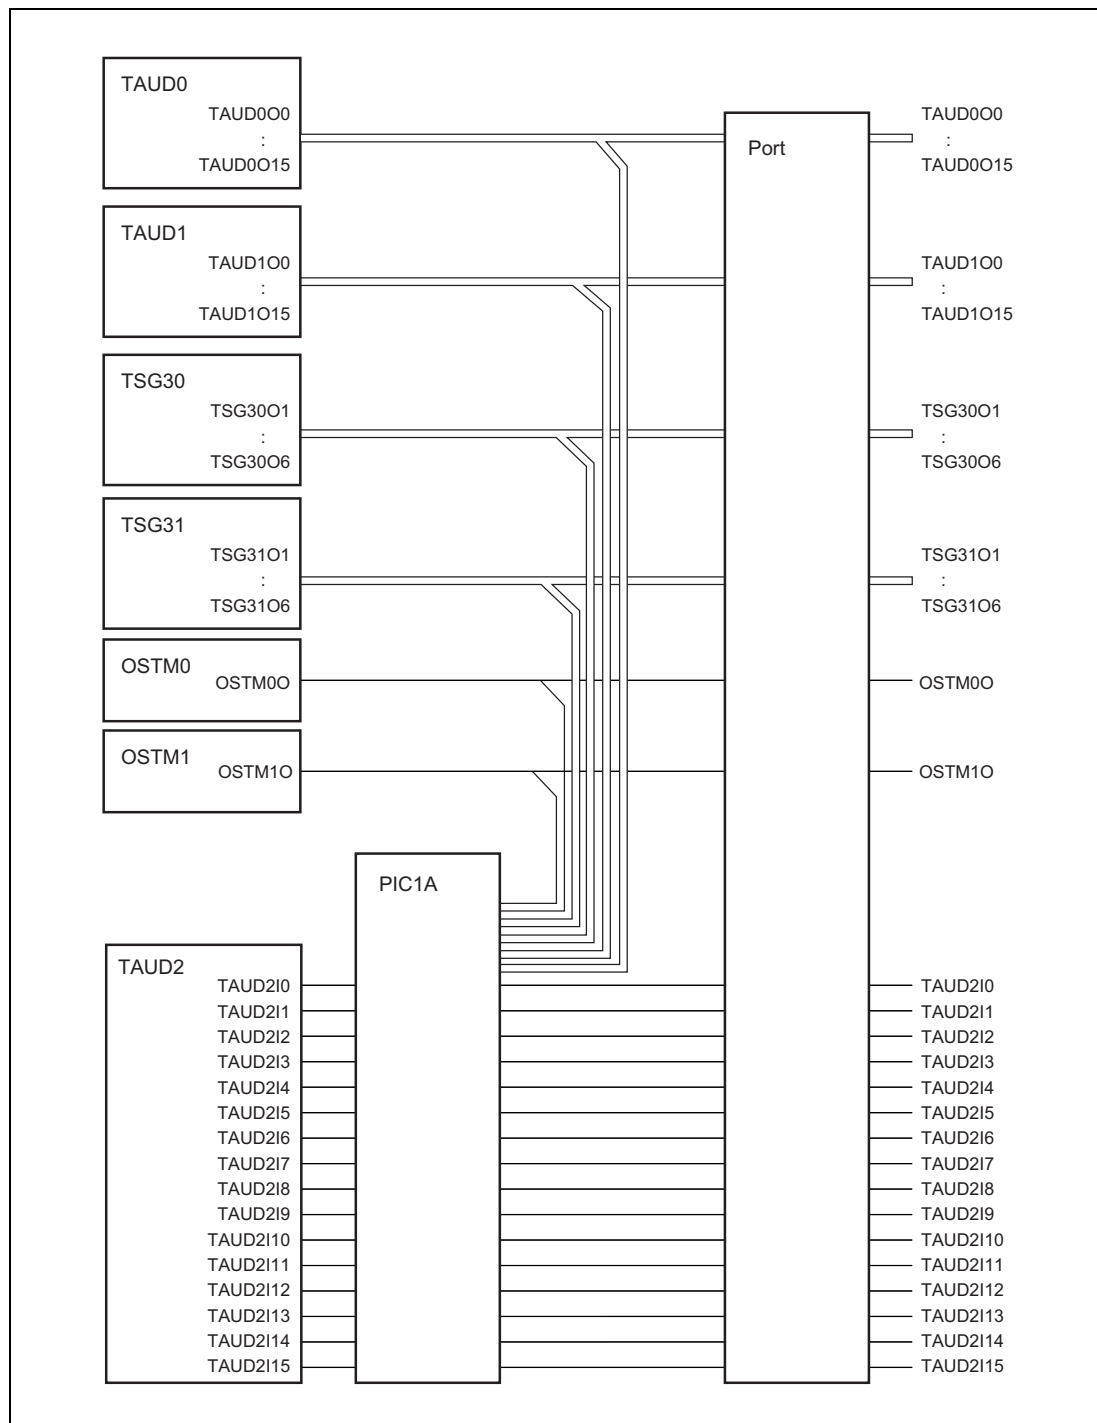 TAUD0
TAUD0O0
:
TAUD0O15
Port
TAUD0O0
:
TAUD0O15
TAUD1
TAUD1O0
:
TAUD1O15
TAUD1O0
:
TAUD1O15
TSG30
TSG30O1
:
TSG30O6
TSG30O1
:
TSG30O6
TSG31
TSG31O1
:
TSG31O6
TSG31O1
:
TSG31O6
OSTM0
OSTM0O
OSTM0O
OSTM1
OSTM1O
OSTM1O
PIC1A
TAUD2
TAUD2I0
TAUD2I1
TAUD2I2
TAUD2I3
TAUD2I4
TAUD2I5
TAUD2I6
TAUD2I7
TAUD2I8
TAUD2I9
TAUD2I10
TAUD2I11
TAUD2I12
TAUD2I13
TAUD2I14
TAUD2I15
TAUD2I0
TAUD2I1
TAUD2I2
TAUD2I3
TAUD2I4
TAUD2I5
TAUD2I6
TAUD2I7
TAUD2I8
TAUD2I9
TAUD2I10
TAUD2I11
TAUD2I12
TAUD2I13
TAUD2I14
TAUD2I15